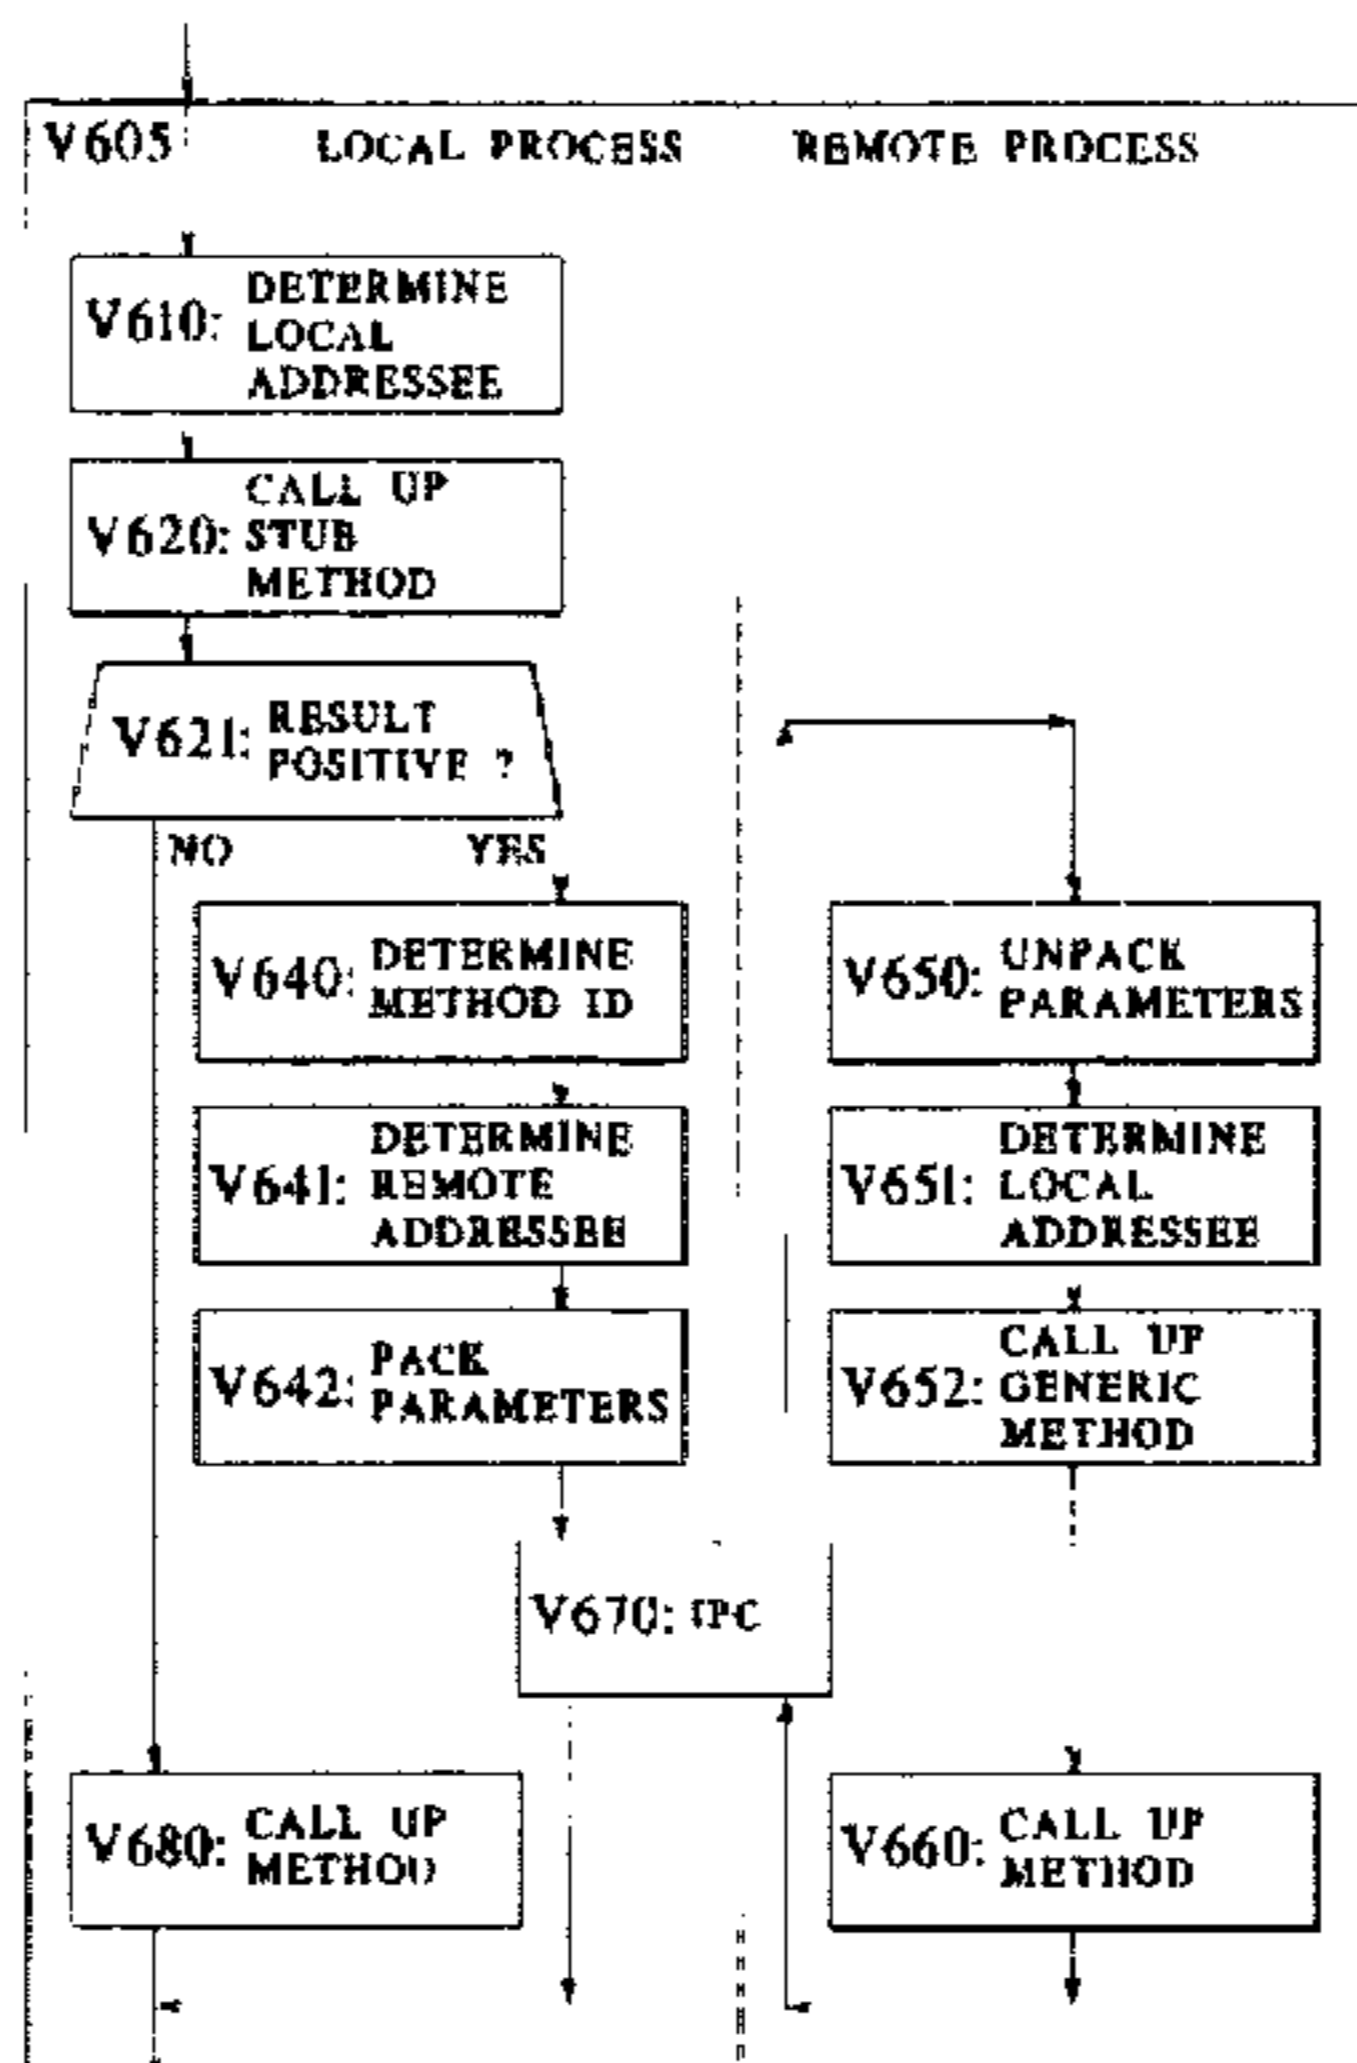 V605 LOCAL PROCESS REMOTE PROCESS
V610: DETERMINE
LOCAL
ADDRESSEE
V620: CALL UP
STUB
METHOD
V621: RESULT
POSITIVE ?
NO YES
V640: DETERMINE
METHOD ID
V650: UNPACK
PARAMETERS
V641: DETERMINE
REMOTE
ADDRESSEE
V651: DETERMINE
LOCAL
ADDRESSEE
V642: PACK
PARAMETERS
V652: CALL UP
GENERIC
METHOD
V670: IPC
V680: CALL UP
METHOD
V660: CALL UP
METHOD